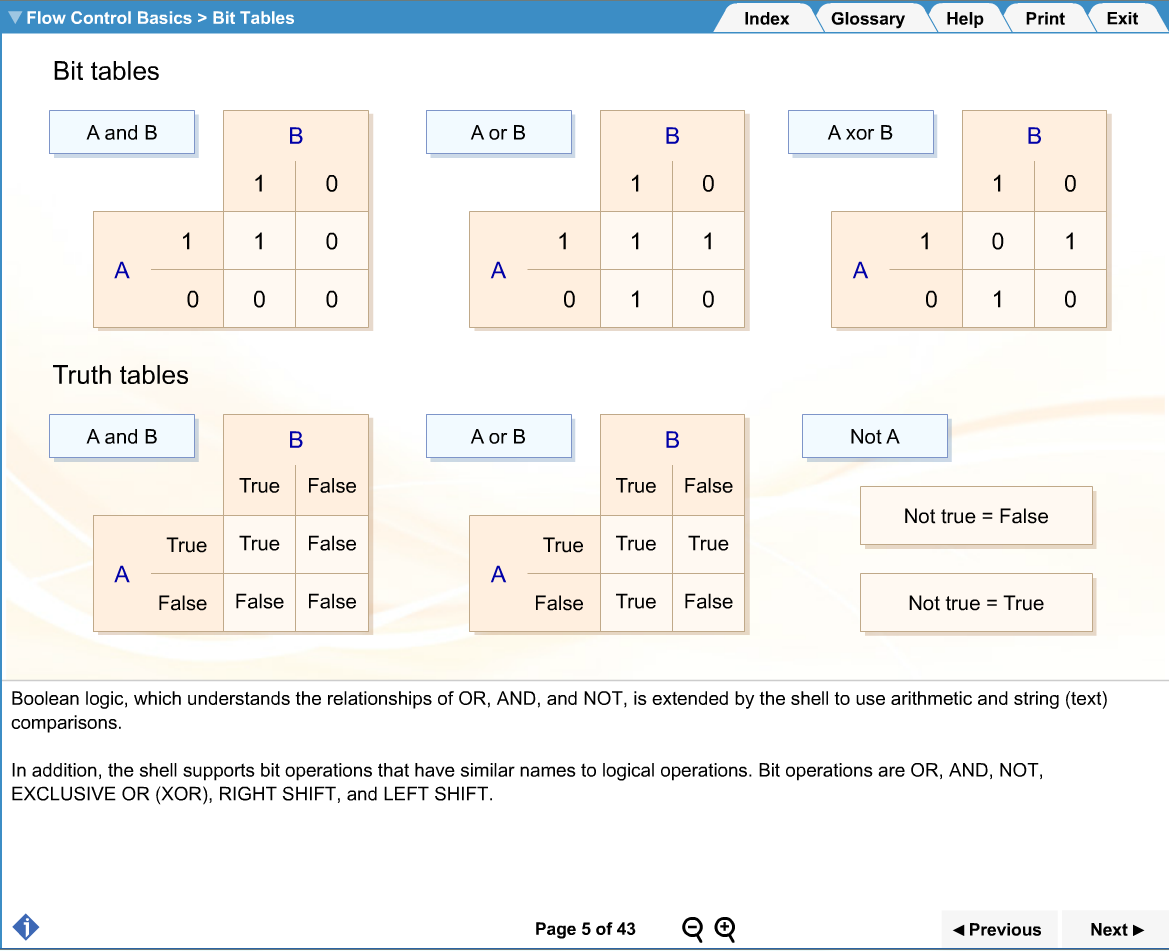 Flow Control Basics > Bit Tables
Index Glossary Help Print Exit
Bit tables
A and B
B
1 0
A
1 1 0
0 0 0
A or B
B
1 0
A
1 1 1
0 1 0
A xor B
B
1 0
A
1 0 1
0 1 0
Truth tables
A and B
B
True False
A
True True False
False False False
A or B
B
True False
A
True True True
False True False
Not A
Not true = False
Not true = True
Boolean logic, which understands the relationships of OR, AND, and NOT, is extended by the shell to use arithmetic and string (text)
comparisons.
In addition, the shell supports bit operations that have similar names to logical operations. Bit operations are OR, AND, NOT,
EXCLUSIVE OR (XOR), RIGHT SHIFT, and LEFT SHIFT.
i
Page 5 of 43
Previous
Next